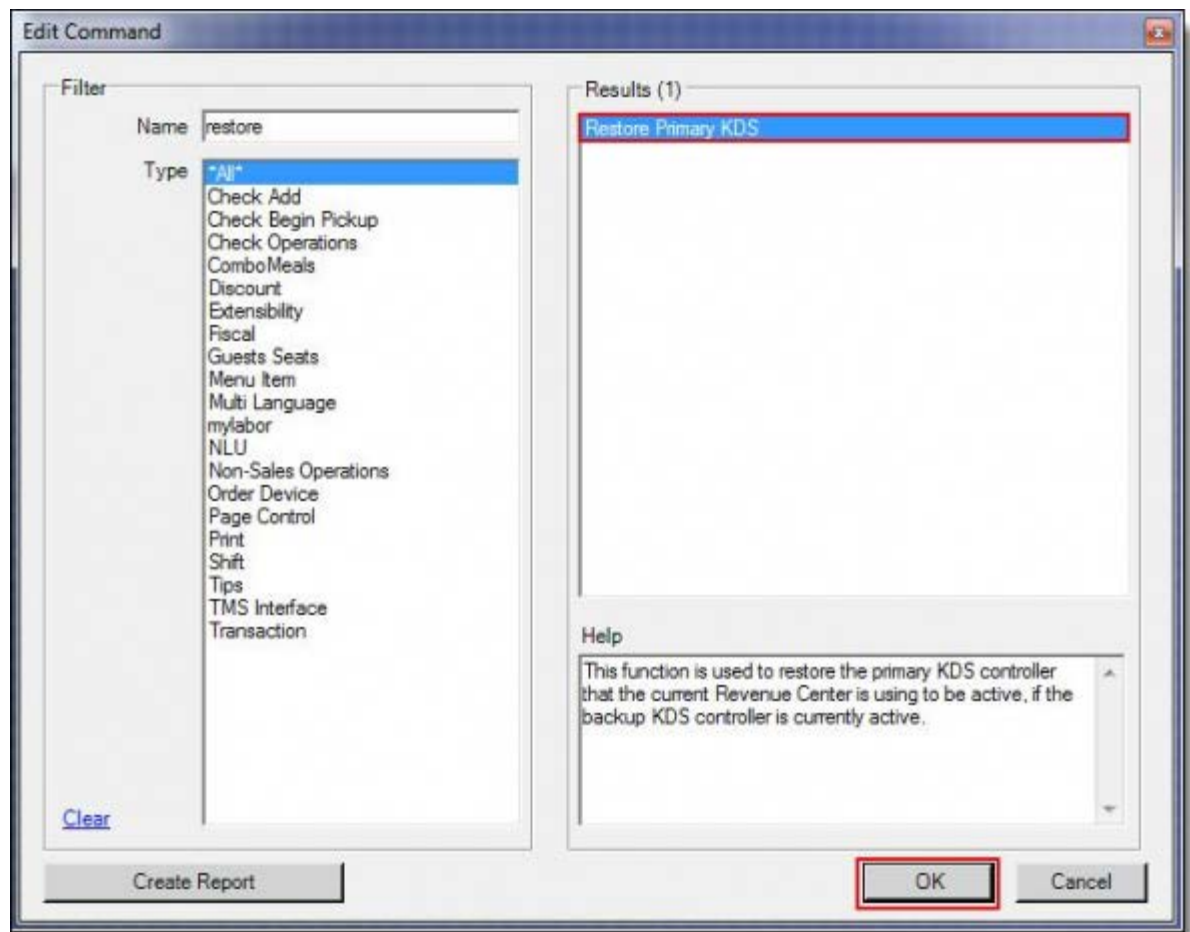 Edit Command
Filter
Name restore
Type *All*
Check Add
Check Begin Pickup
Check Operations
ComboMeals
Discount
Extensibility
Fiscal
Guests Seats
Menu Item
Multi Language
mylabor
NLU
Non-Sales Operations
Order Device
Page Control
Print
Shift
Tips
TMS Interface
Transaction
Clear
Create Report
Results (1)
Restore Primary KDS
Help
This function is used to restore the primary KDS controller
that the current Revenue Center is using to be active, if the
backup KDS controller is currently active.
OK Cancel